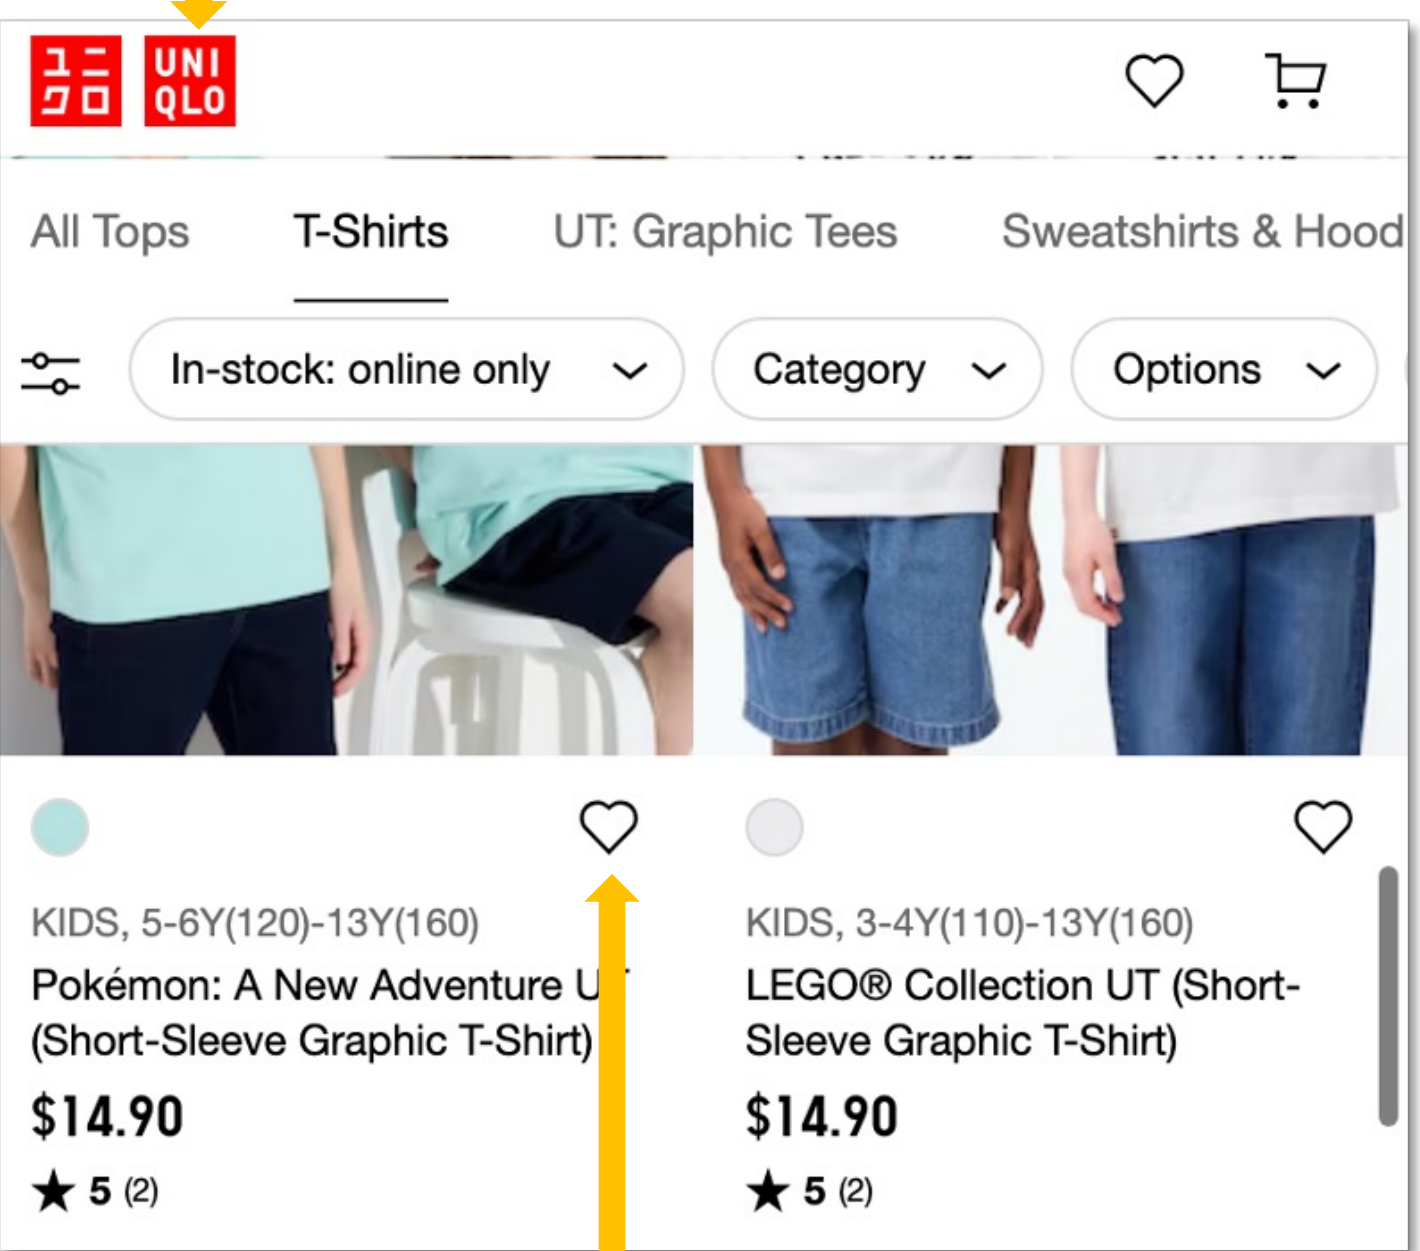 ユニ
クロ
UNI
QLO
All Tops
T-Shirts
UT: Graphic Tees
Sweatshirts & Hood
In-stock: online only
Category
Options
KIDS, 5-6Y(120)-13Y(160)
Pokémon: A New Adventure UT
(Short-Sleeve Graphic T-Shirt)
$14.90
5 (2)
KIDS, 3-4Y(110)-13Y(160)
LEGO® Collection UT (Short-
Sleeve Graphic T-Shirt)
$14.90
5 (2)